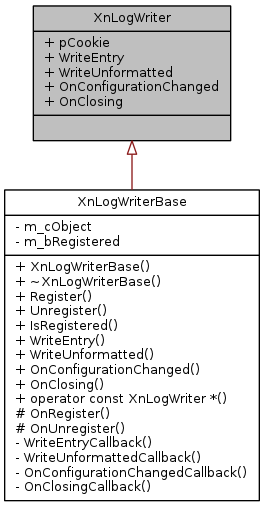 XnLogWriter
+ pCookie
+ WriteEntry
+ WriteUnformatted
+ OnConfigurationChanged
+ OnClosing
XnLogWriterBase
- m_cObject
- m_bRegistered
+ XnLogWriterBase()
+ ~XnLogWriterBase()
+ Register()
+ Unregister()
+ IsRegistered()
+ WriteEntry()
+ WriteUnformatted()
+ OnConfigurationChanged()
+ OnClosing()
+ operator const XnLogWriter *()
# OnRegister()
# OnUnregister()
- WriteEntryCallback()
- WriteUnformattedCallback()
- OnConfigurationChangedCallback()
- OnClosingCallback()